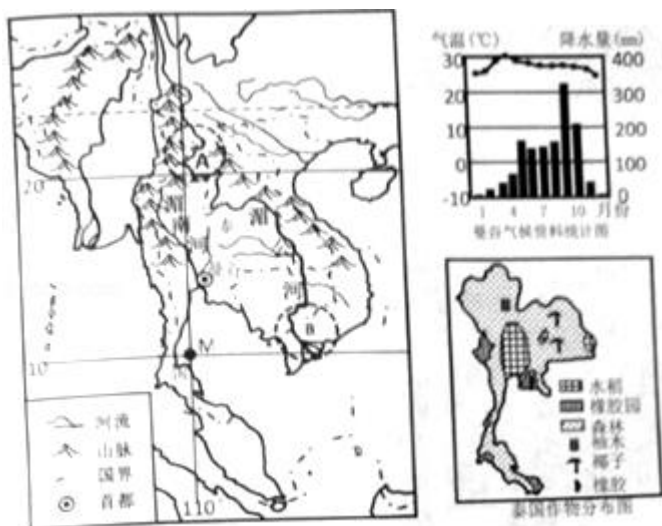 气温(℃) 降水量(mm)
30 400
20 300
10 200
0 100
-10 0
1 4 7 10 月份
曼谷气候资料统计图
A
20
湄 湄
南
河
河
B
M
10
110
河流
山脉
国界
首都
水稻
橡胶园
森林
柚木
椰子
橡胶
泰国作物分布图